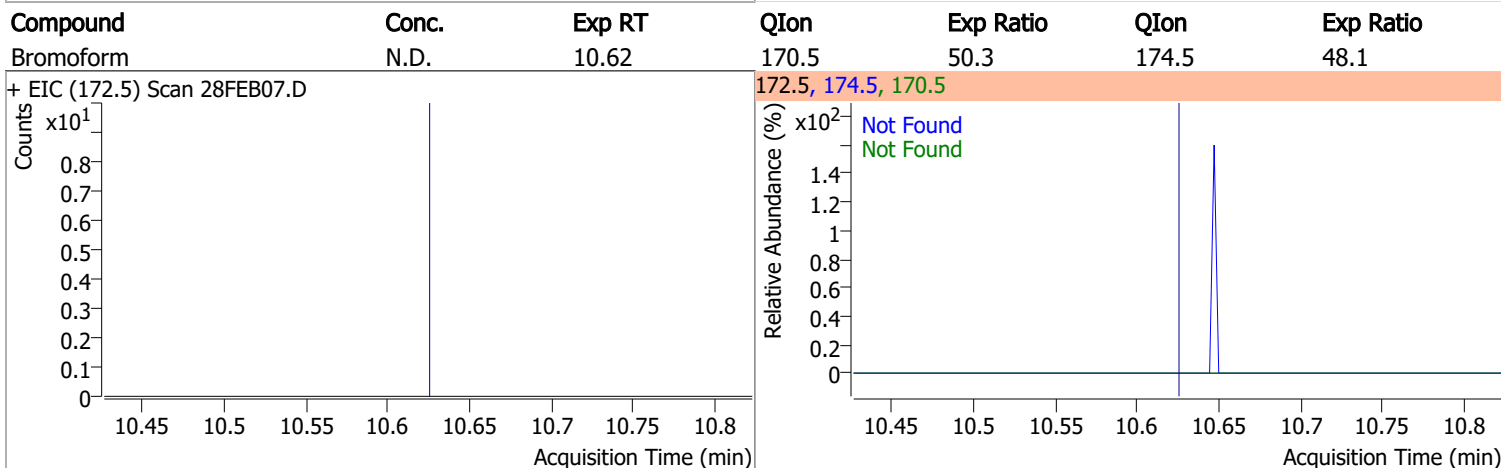 Compound Conc. Exp RT QIon Exp Ratio QIon Exp Ratio
Bromoform N.D. 10.62 170.5 50.3 174.5 48.1
+ EIC (172.5) Scan 28FEB07.D
Counts
x10¹
0.8
0.7
0.6
0.5
0.4
0.3
0.2
0.1
0
10.45 10.5 10.55 10.6 10.65 10.7 10.75 10.8
Acquisition Time (min)
172.5, 174.5, 170.5
Relative Abundance (%)
x10²
Not Found
Not Found
1.4
1.2
1
0.8
0.6
0.4
0.2
0
10.45 10.5 10.55 10.6 10.65 10.7 10.75 10.8
Acquisition Time (min)